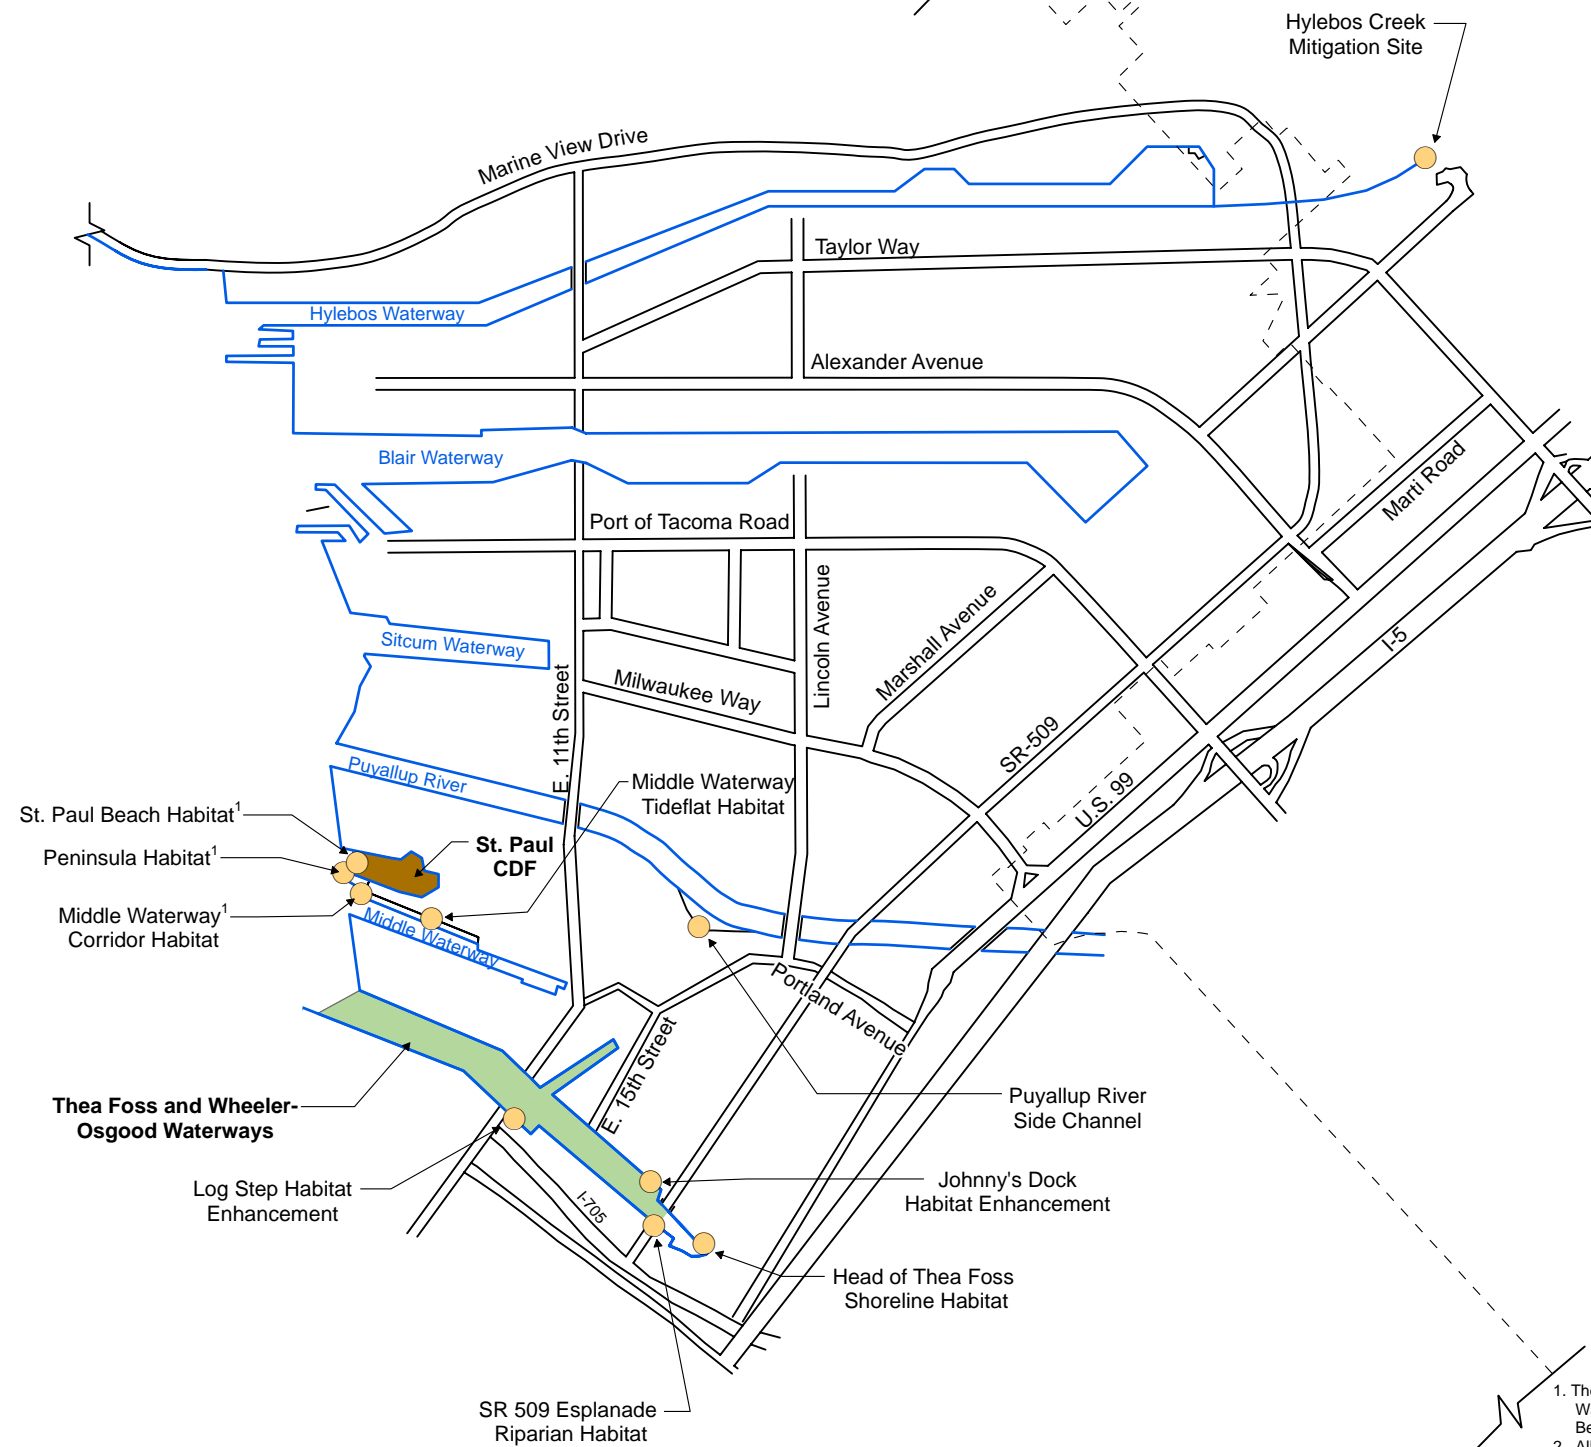 Hylebos Creek
Mitigation Site
Marine View Drive
Taylor Way
Hylebos Waterway
Alexander Avenue
Blair Waterway
Marti Road
Port of Tacoma Road
Lincoln Avenue
Marshall Avenue
I-5
Sitcum Waterway
E. 11th Street
Milwaukee Way
SR-509
Puyallup River
Middle Waterway
Tideflat Habitat
U.S. 99
St. Paul Beach Habitat1
Peninsula Habitat1
St. Paul
CDF
Middle Waterway1
Corridor Habitat
Middle Waterway
Portland Avenue
E. 15th Street
Thea Foss and Wheeler-
Osgood Waterways
Puyallup River
Side Channel
Log Step Habitat
Enhancement
I-705
Johnny's Dock
Habitat Enhancement
Head of Thea Foss
Shoreline Habitat
SR 509 Esplanade
Riparian Habitat
1.
2.